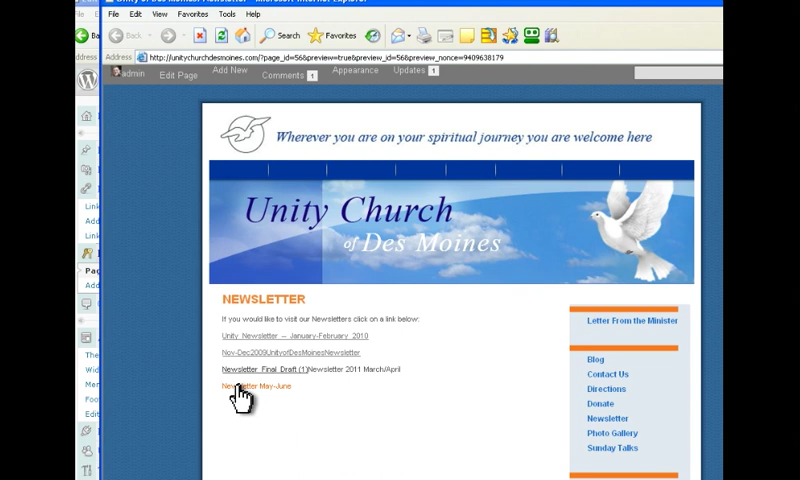 File Edit View Favorites Tools Help
Back Search Favorites
Address http://unitychurchdesmoines.com/?page_id=56&preview=true&preview_id=56&preview_nonce=9409638179
admin Edit Page Add New Comments 1 Appearance Updates 1
Wherever you are on your spiritual journey you are welcome here
Unity Church
of Des Moines
NEWSLETTER
If you would like to visit our Newsletters click on a link below:
Unity Newsletter — January-February 2010
Nov-Dec2009UnityofDesMoinesNewsletter
Newsletter Final Draft (1)Newsletter 2011 March/April
Newsletter May-June
Letter From the Minister
Blog
Contact Us
Directions
Donate
Newsletter
Photo Gallery
Sunday Talks